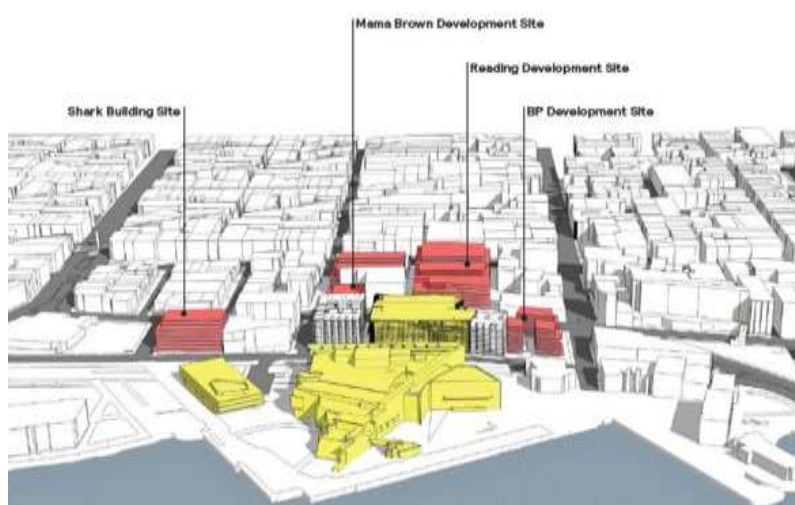 Mama Brown Development Site
Reading Development Site
Shark Building Site
BP Development Site